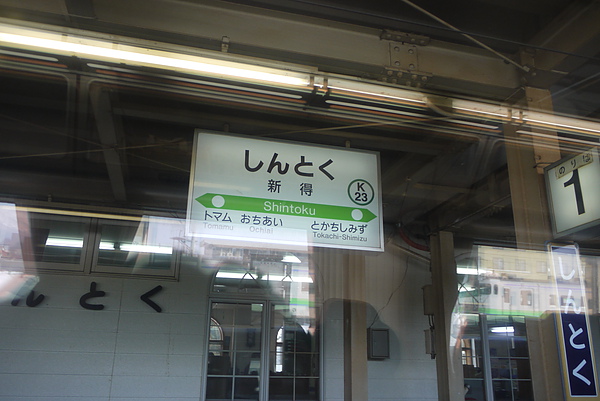 しんとく
新得
K
23
Shintoku
トマム おちあい とかちしみず
Tomamu Ochiai Tokachi-Shimizu
のりば
1
しんとく
んとく